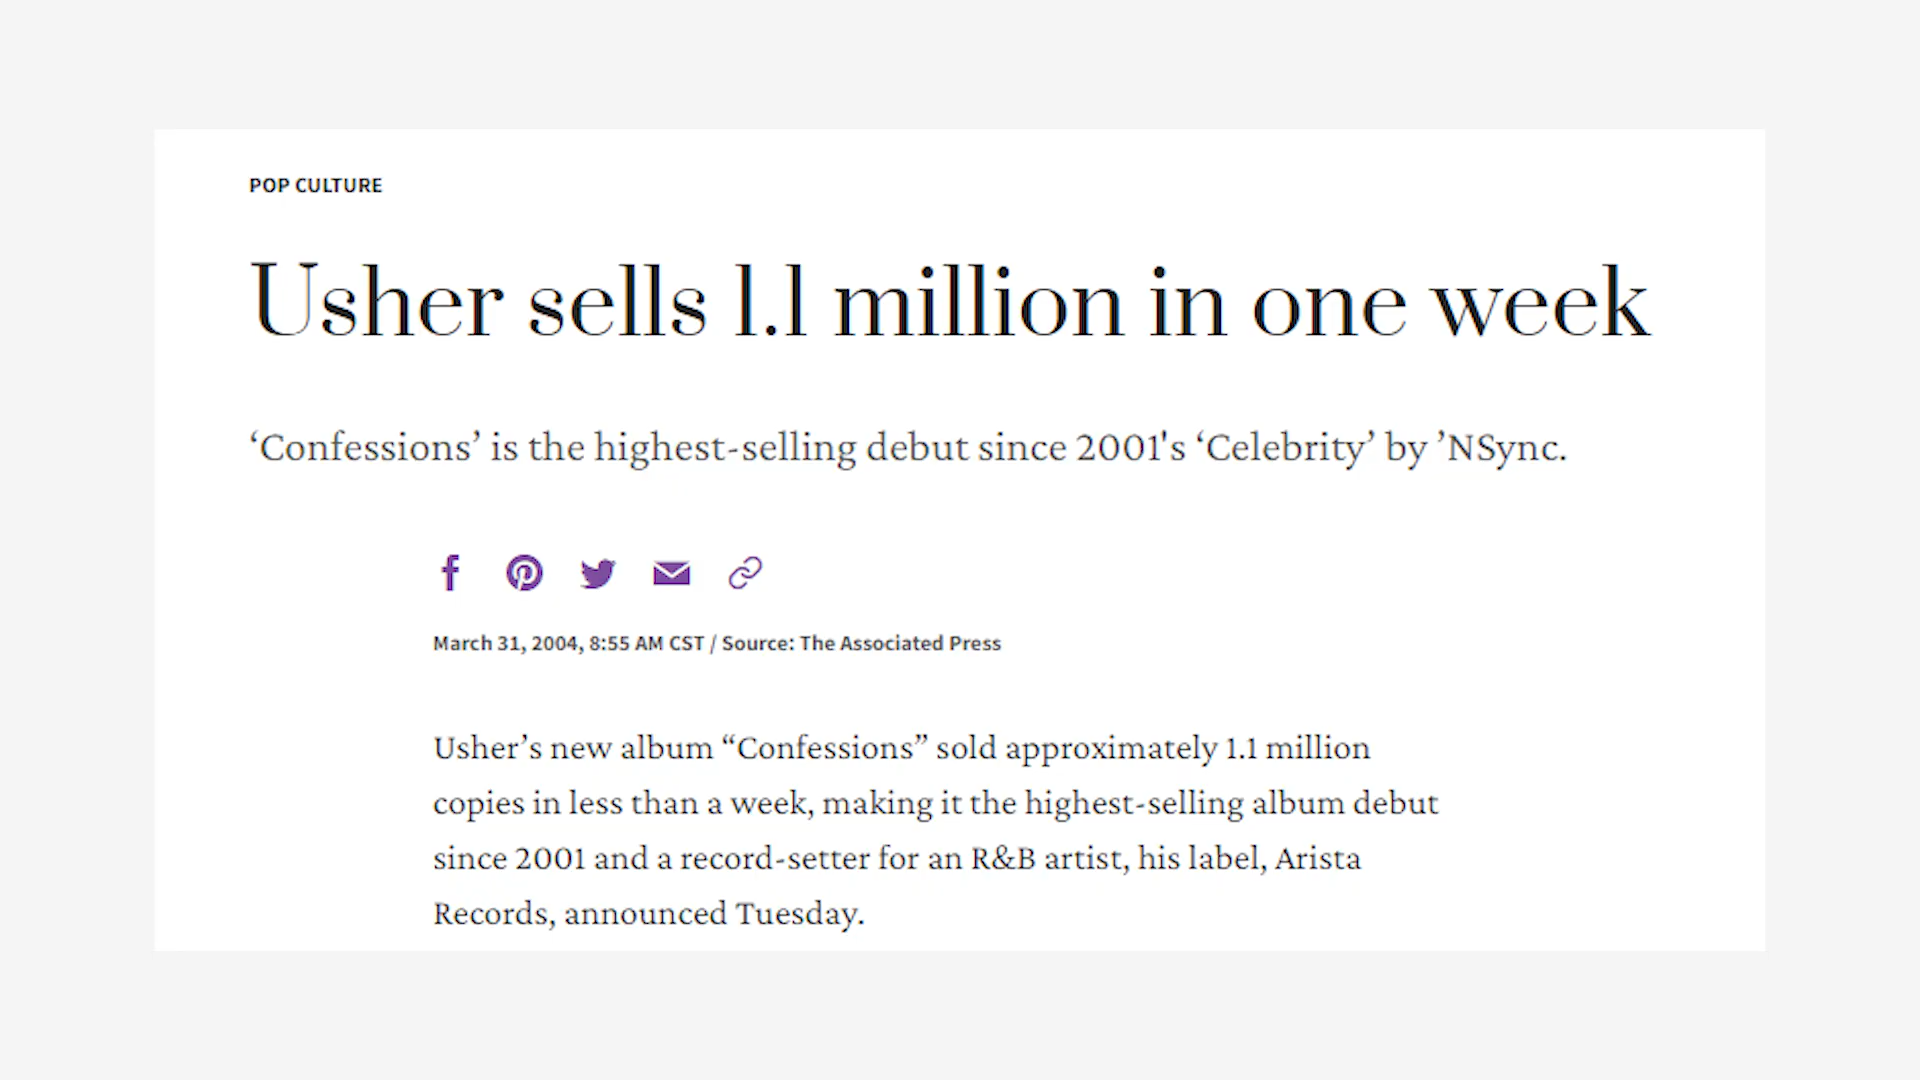 POP CULTURE
Usher sells 1.1 million in one week
‘Confessions’ is the highest-selling debut since 2001's ‘Celebrity’ by ’NSync.
March 31, 2004, 8:55 AM CST / Source: The Associated Press
Usher’s new album “Confessions” sold approximately 1.1 million
copies in less than a week, making it the highest-selling album debut
since 2001 and a record-setter for an R&B artist, his label, Arista
Records, announced Tuesday.